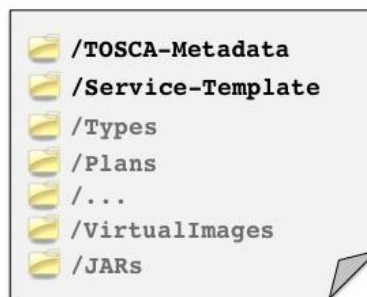 /TOSCA-Metadata
/Service-Template
/Types
/Plans
/...
/VirtualImages
/JARs